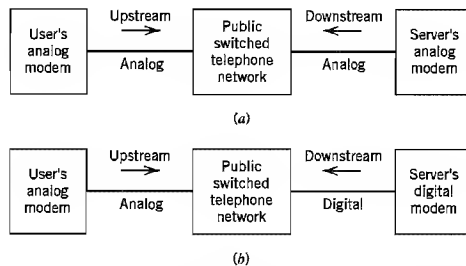 Upstream
Downstream
User's
analog
modem
Analog
Public
switched
telephone
network
Analog
Server's
analog
modem
(a)
Upstream
Downstream
User's
analog
modem
Analog
Public
switched
telephone
network
Digital
Server's
digital
modem
(b)